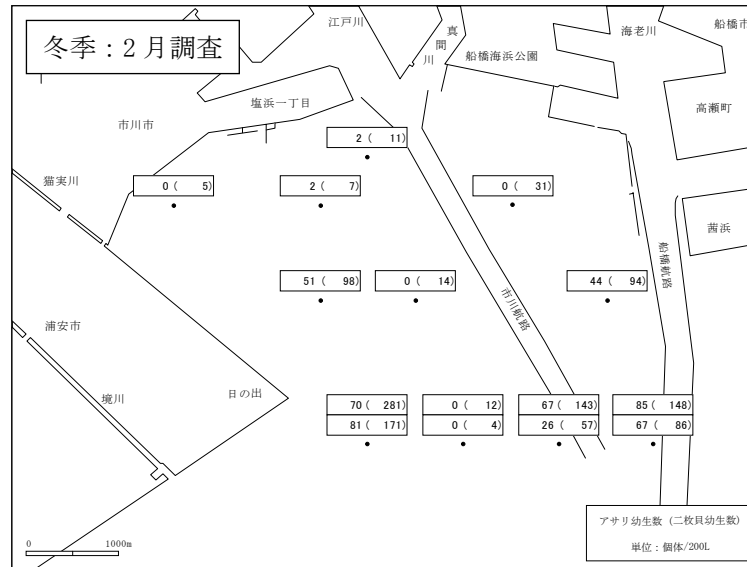 冬季：2月調査
江戸川
真間川
海老川
船橋市
船橋海浜公園
塩浜一丁目
高瀬町
市川市
2 ( 11)
猫実川
0 ( 5)
2 ( 7)
0 ( 31)
茜浜
船橋航路
51 ( 98)
0 ( 14)
44 ( 94)
市川航路
浦安市
日の出
境川
70 ( 281)
0 ( 12)
67 ( 143)
85 ( 148)
81 ( 171)
0 ( 4)
26 ( 57)
67 ( 86)
アサリ幼生数 (二枚貝幼生数)
単位：個体/200L
0 1000m